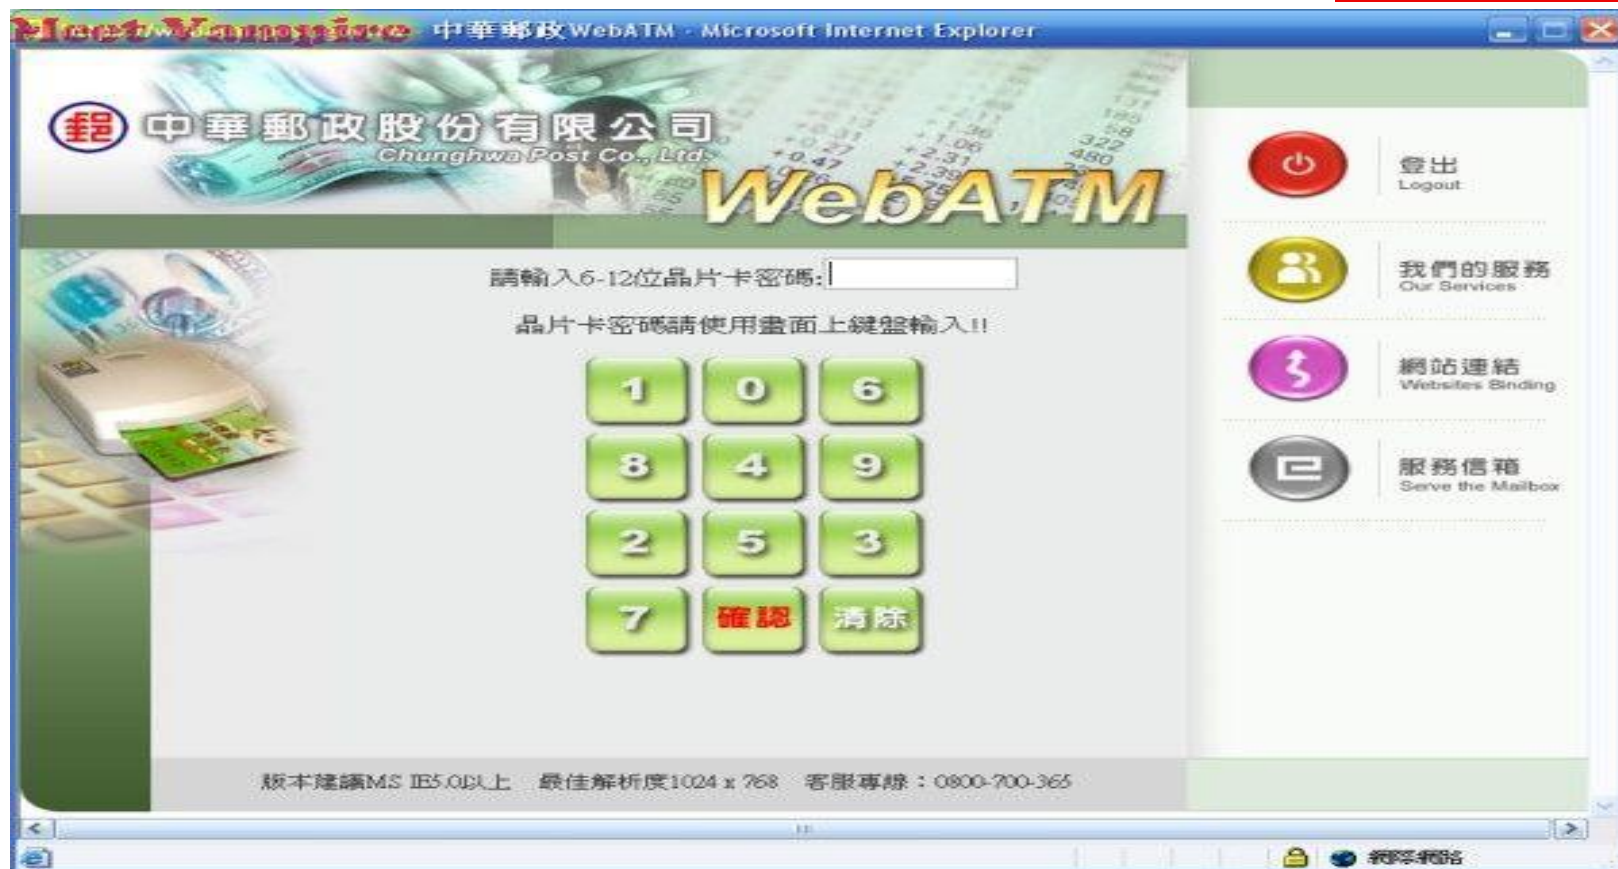 中華郵政WebATM - Microsoft Internet Explorer
郵 中華郵政股份有限公司
Chunghwa Post Co., Ltd.
WebATM
登出
Logout
我們的服務
Our Services
網站連結
Websites Binding
服務信箱
Serve the Mailbox
請輸入6-12位晶片卡密碼:
晶片卡密碼請使用畫面上鍵盤輸入!!
1 0 6
8 4 9
2 5 3
7 確認 清除
版本建議MS IE5.0以上 最佳解析度1024 x 768 客服專線：0800-700-365
網際網路